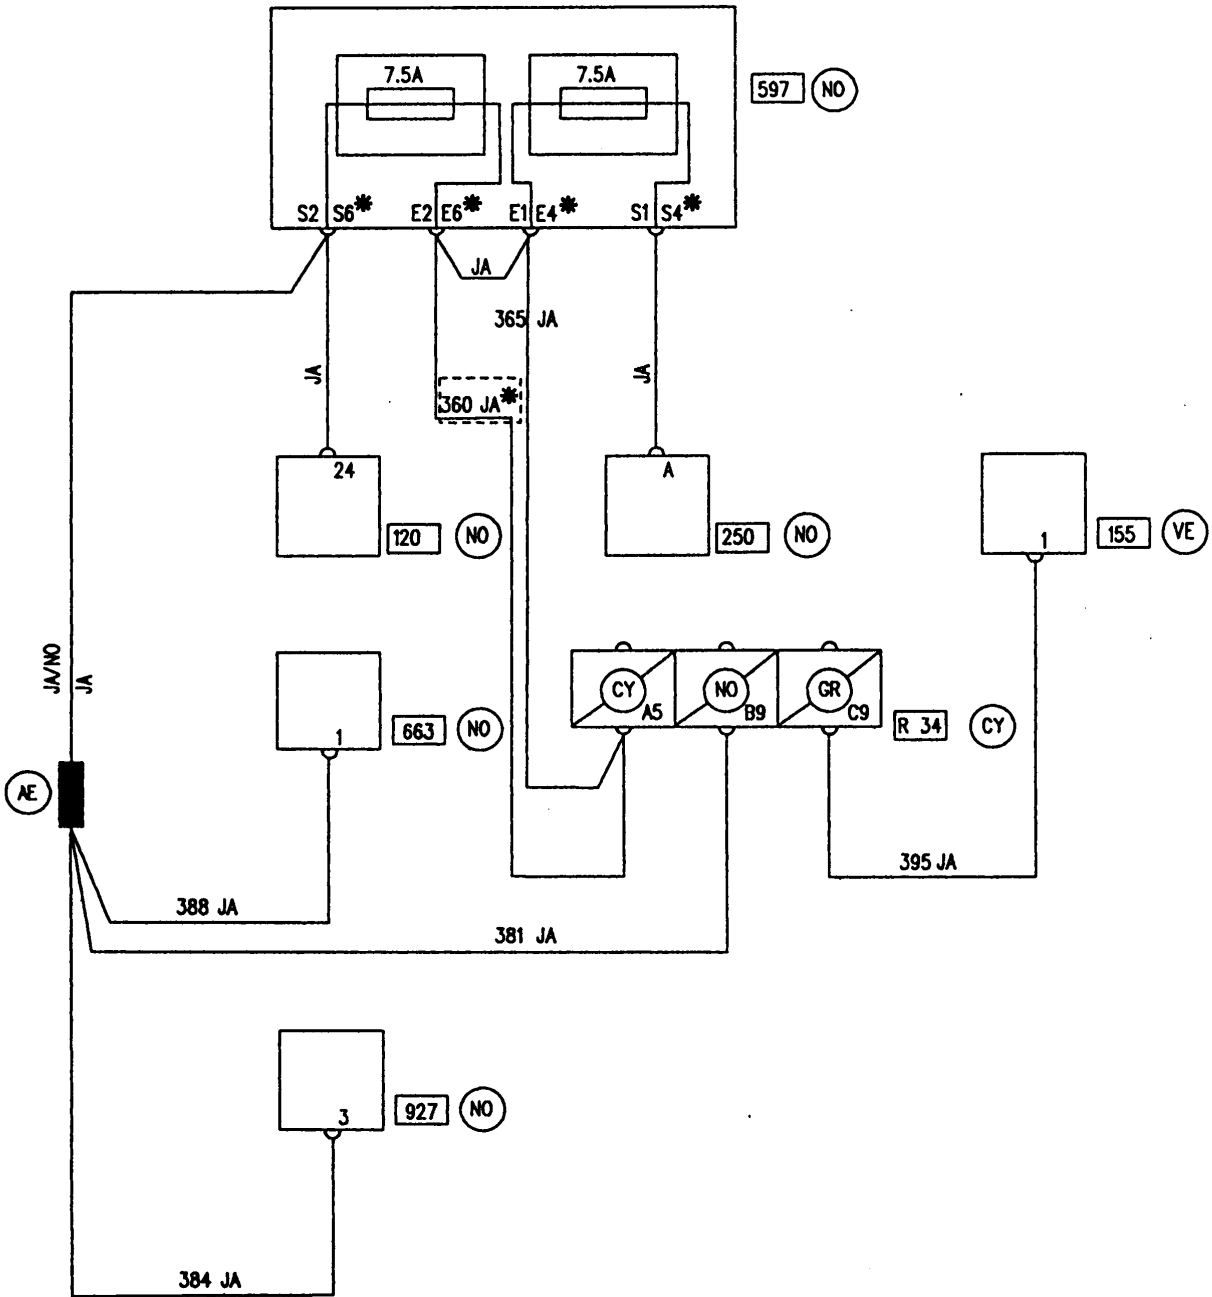 7.5A 7.5A
597 NO
S2 S6* E2 E6* E1 E4* S1 S4*
JA
365 JA
JA JA
360 JA*
24 A
120 NO 250 NO 1 155 VE
JA/NO JA
1 663 NO
CY A5 NO B9 GR C9 R 34 CY
AE
395 JA
388 JA
381 JA
3 927 NO
384 JA